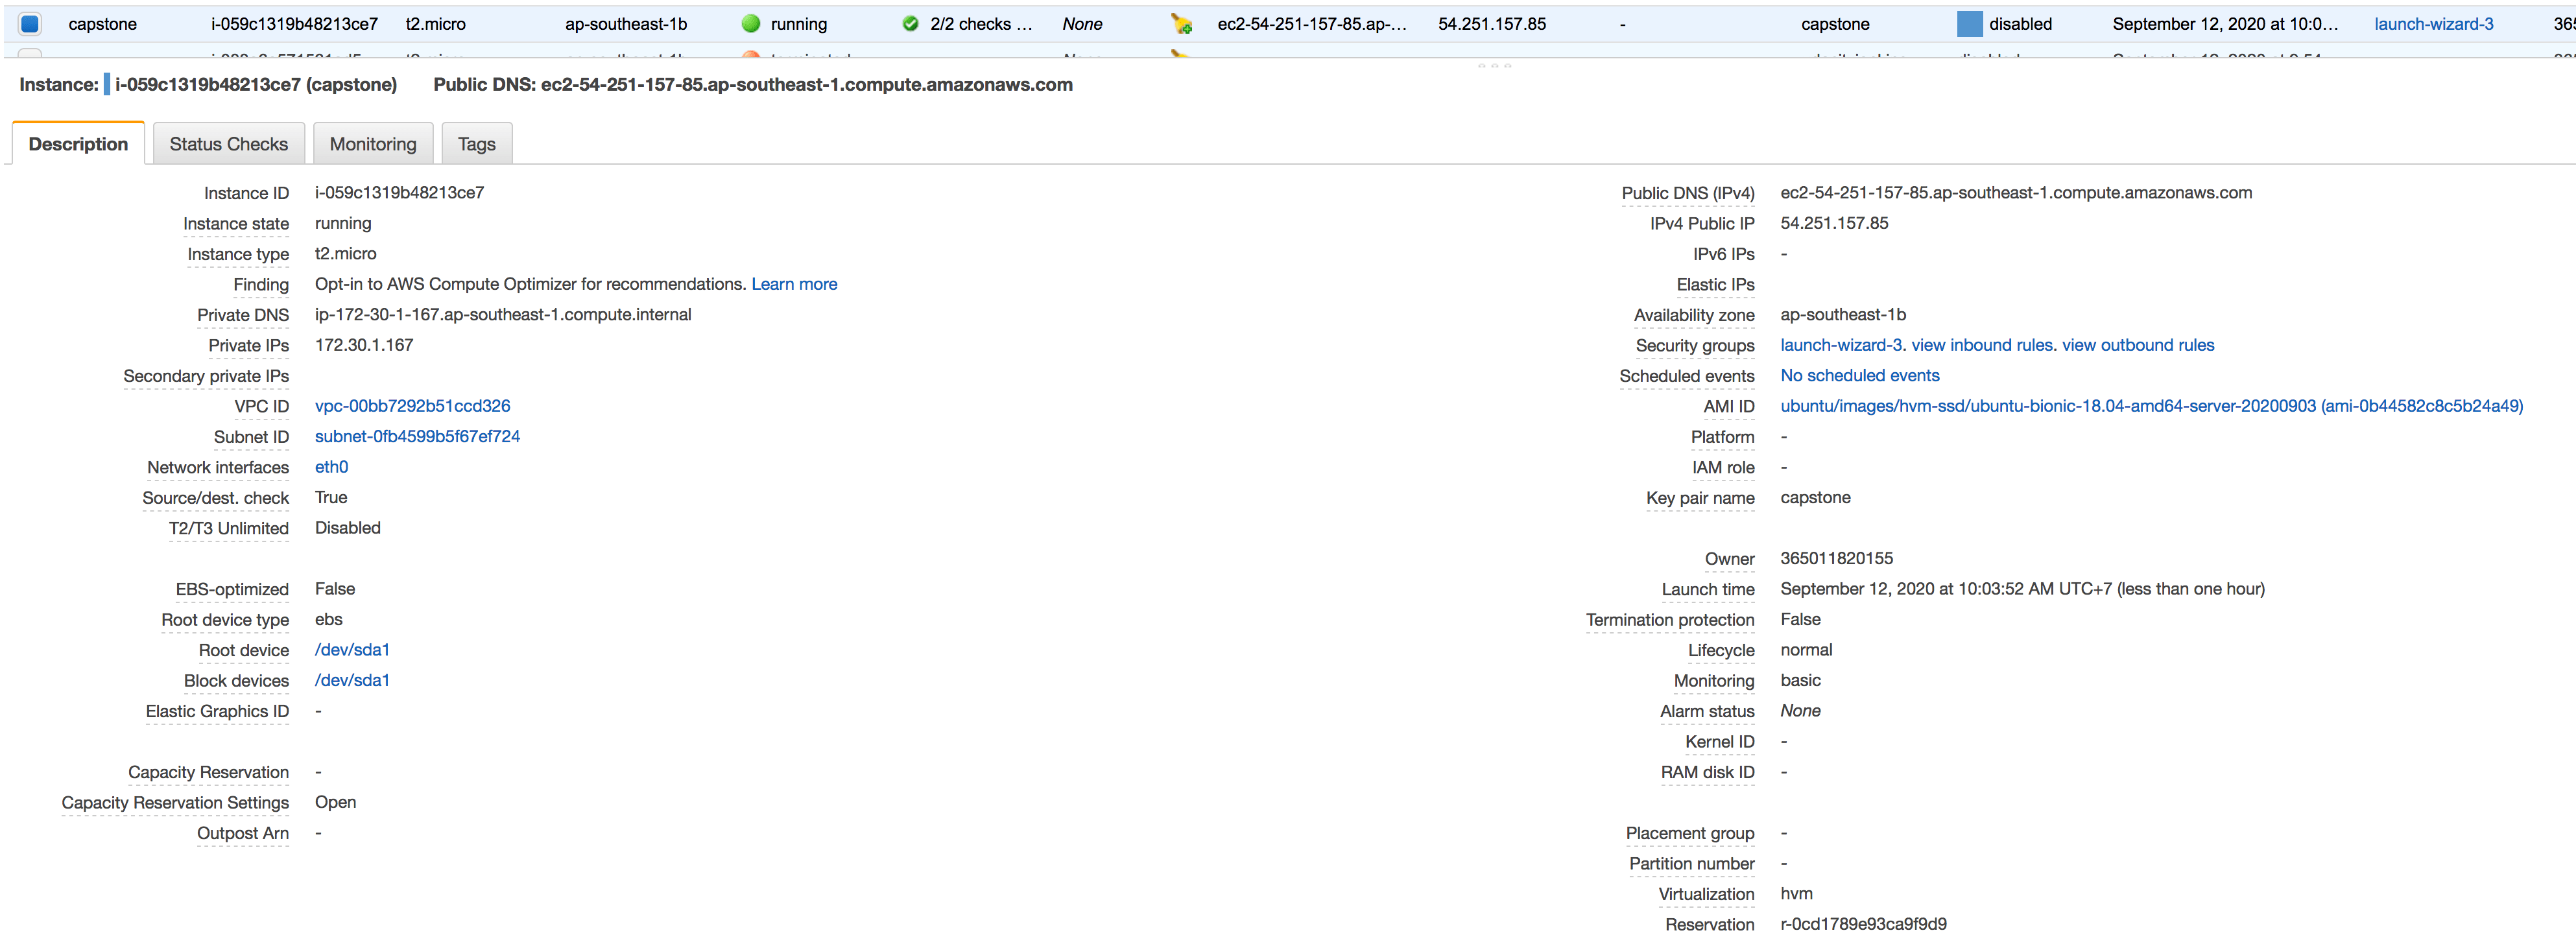 capstone i-059c1319b48213ce7 t2.micro ap-southeast-1b running 2/2 checks ... None ec2-54-251-157-85.ap-... 54.251.157.85 - capstone disabled September 12, 2020 at 10:0... launch-wizard-3
Instance: i-059c1319b48213ce7 (capstone) Public DNS: ec2-54-251-157-85.ap-southeast-1.compute.amazonaws.com
Description Status Checks Monitoring Tags
Instance ID i-059c1319b48213ce7
Instance state running
Instance type t2.micro
Finding Opt-in to AWS Compute Optimizer for recommendations. Learn more
Private DNS ip-172-30-1-167.ap-southeast-1.compute.internal
Private IPs 172.30.1.167
Secondary private IPs
VPC ID vpc-00bb7292b51ccd326
Subnet ID subnet-0fb4599b5f67ef724
Network interfaces eth0
Source/dest. check True
T2/T3 Unlimited Disabled
EBS-optimized False
Root device type ebs
Root device /dev/sda1
Block devices /dev/sda1
Elastic Graphics ID -
Capacity Reservation -
Capacity Reservation Settings Open
Outpost Arn -
Public DNS (IPv4) ec2-54-251-157-85.ap-southeast-1.compute.amazonaws.com
IPv4 Public IP 54.251.157.85
IPv6 IPs -
Elastic IPs
Availability zone ap-southeast-1b
Security groups launch-wizard-3. view inbound rules. view outbound rules
Scheduled events No scheduled events
AMI ID ubuntu/images/hvm-ssd/ubuntu-bionic-18.04-amd64-server-20200903 (ami-0b44582c8c5b24a49)
Platform -
IAM role -
Key pair name capstone
Owner 365011820155
Launch time September 12, 2020 at 10:03:52 AM UTC+7 (less than one hour)
Termination protection False
Lifecycle normal
Monitoring basic
Alarm status None
Kernel ID -
RAM disk ID -
Placement group -
Partition number -
Virtualization hvm
Reservation r-0cd1789e93ca9f9d9